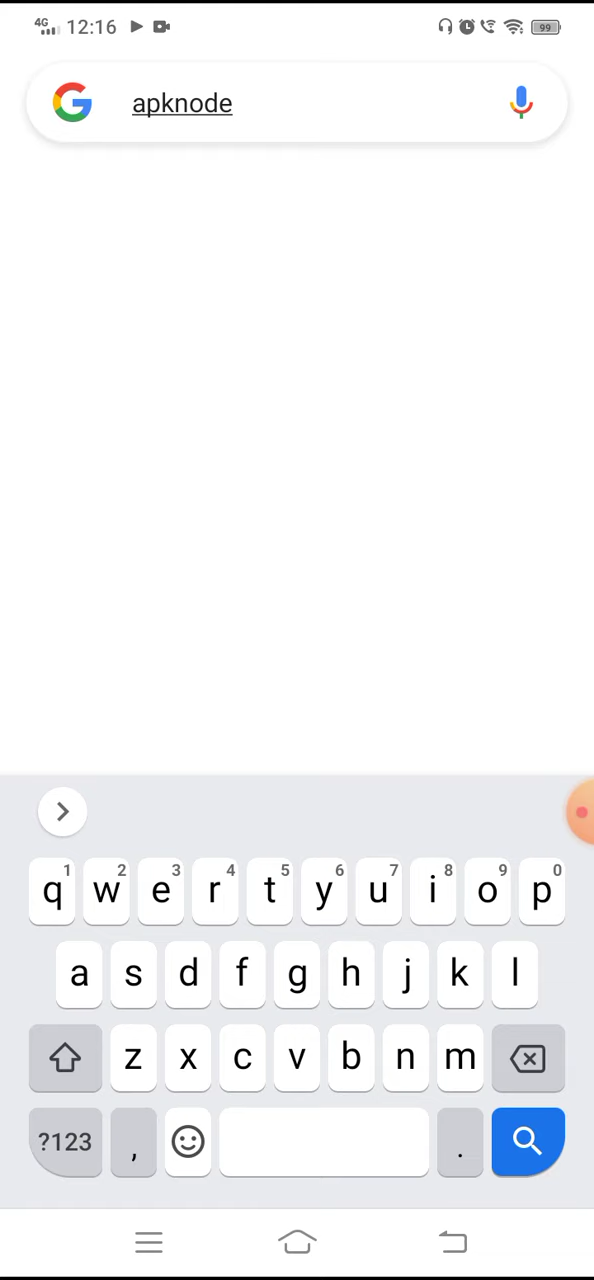 4G 12:16 99
apknode
1 2 3 4 5 6 7 8 9 0
q w e r t y u i o p
a s d f g h j k l
z x c v b n m
?123 , .